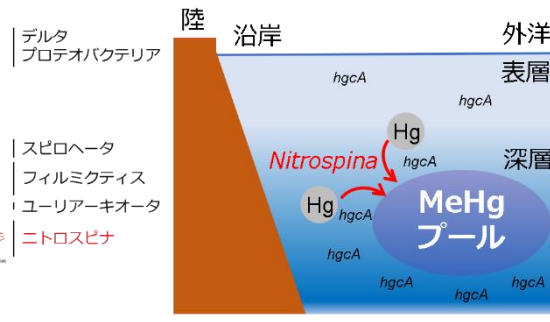 デルタ
プロテオバクテリア
スピロヘータ
フィルミクティス
ユーリアーキオータ
ニトロスピナ
陸
沿岸
外洋
表層
hgcA
hgcA
Hg
Nitrospina
hgcA
深層
Hg
hgcA
MeHg
プール
hgcA
hgcA
hgcA
hgcA